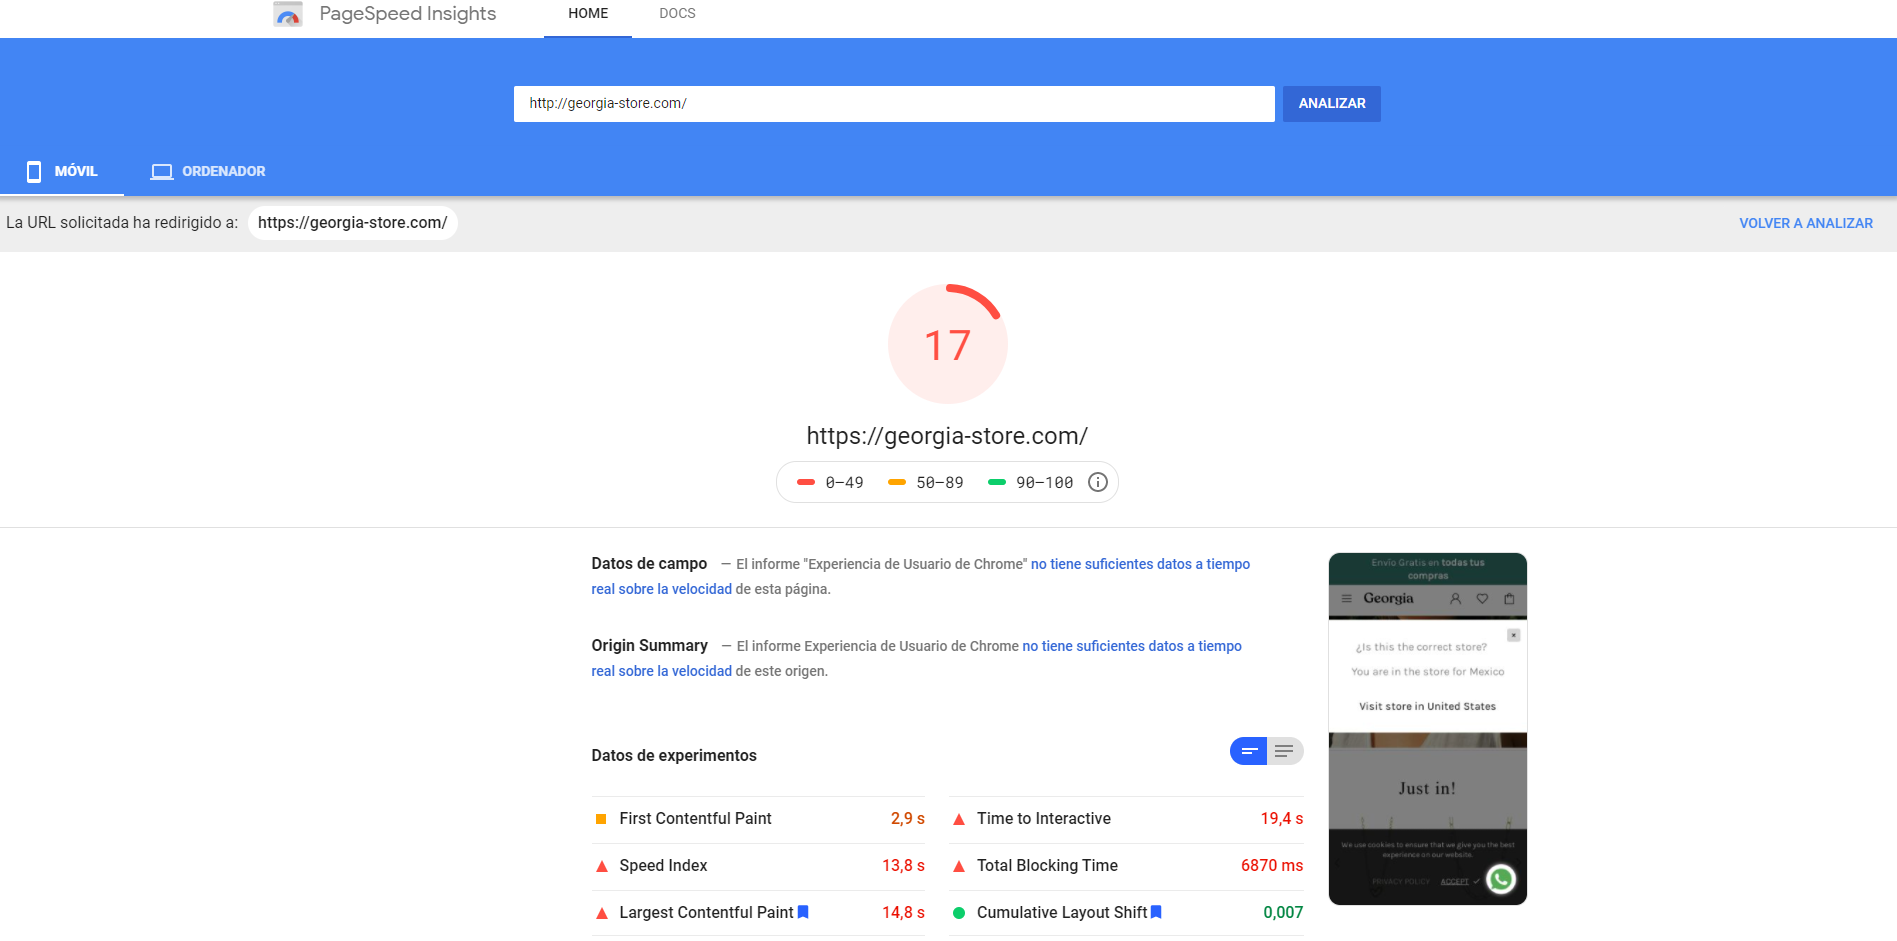 PageSpeed Insights
HOME
DOCS
http://georgia-store.com/
ANALIZAR
MÓVIL
ORDENADOR
La URL solicitada ha redirigido a:
https://georgia-store.com/
VOLVER A ANALIZAR
17
https://georgia-store.com/
0–49
50–89
90–100
Datos de campo — El informe "Experiencia de Usuario de Chrome" no tiene suficientes datos a tiempo
real sobre la velocidad de esta página.
Origin Summary — El informe Experiencia de Usuario de Chrome no tiene suficientes datos a tiempo
real sobre la velocidad de este origen.
Datos de experimentos
First Contentful Paint 2,9 s
Time to Interactive 19,4 s
Speed Index 13,8 s
Total Blocking Time 6870 ms
Largest Contentful Paint 14,8 s
Cumulative Layout Shift 0,007
Envío Gratis en todas tus
compras
Georgia
¿Is this the correct store?
You are in the store for Mexico
Visit store in United States
Just in!
We use cookies to ensure that we give you the best
experience on our website.
PRIVACY POLICY ACCEPT